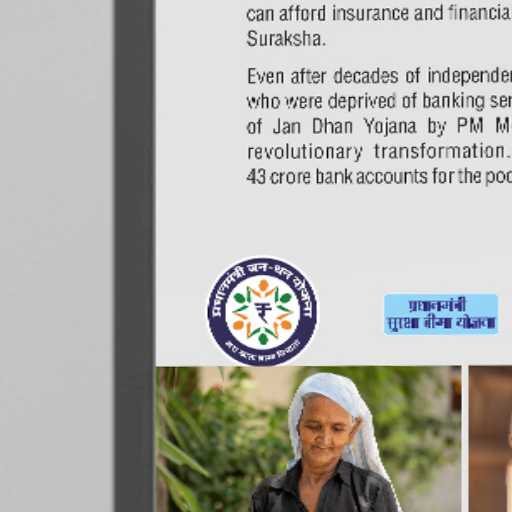 can afford insurance and financia
Suraksha.
Even after decades of independe
who were deprived of banking ser
of Jan Dhan Yojana by PM M
revolutionary transformation.
43 crore bank accounts for the poo
प्रधानमंत्री जन-धन योजना
₹
मेरा खाता भाग्य विधाता
प्रधानमंत्री
सुरक्षा बीमा योजना